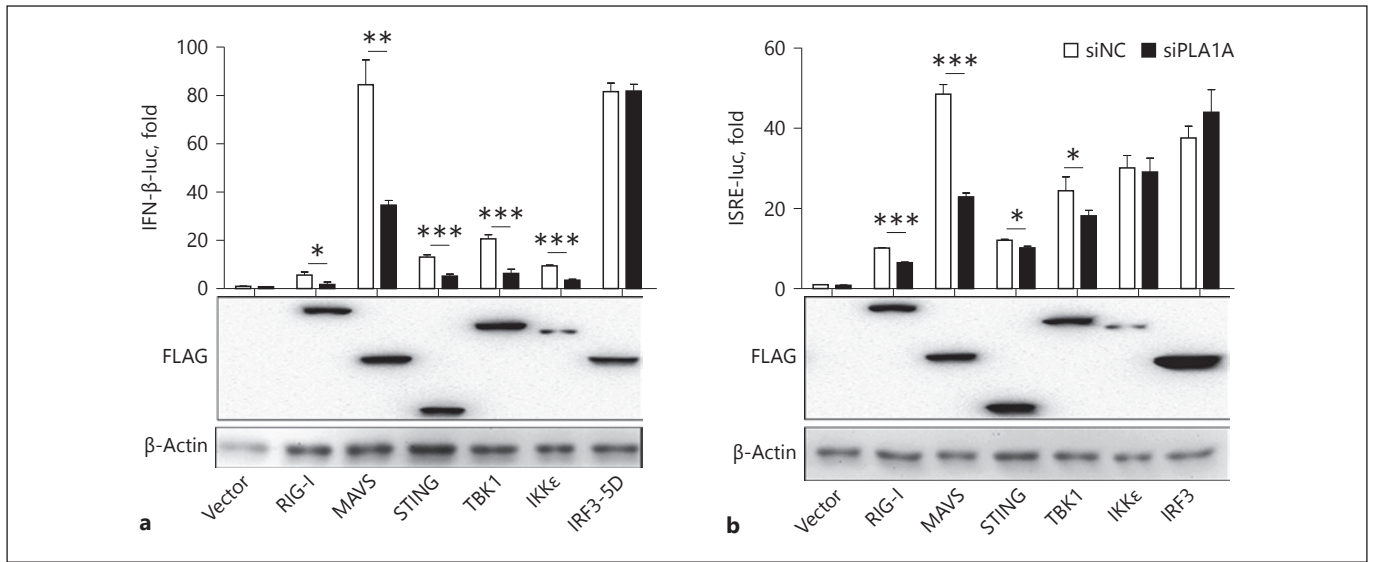 **
***
100
60
siNC siPLA1A
80
IFN-β-luc, fold
ISRE-luc, fold
60
40
*
40
***
***
20
***
***
*
*
20
0
0
FLAG
FLAG
β-Actin
β-Actin
Vector
RIG-I
MAVS
STING
TBK1
IKKε
IRF3-5D
Vector
RIG-I
MAVS
STING
TBK1
IKKε
IRF3
a
b